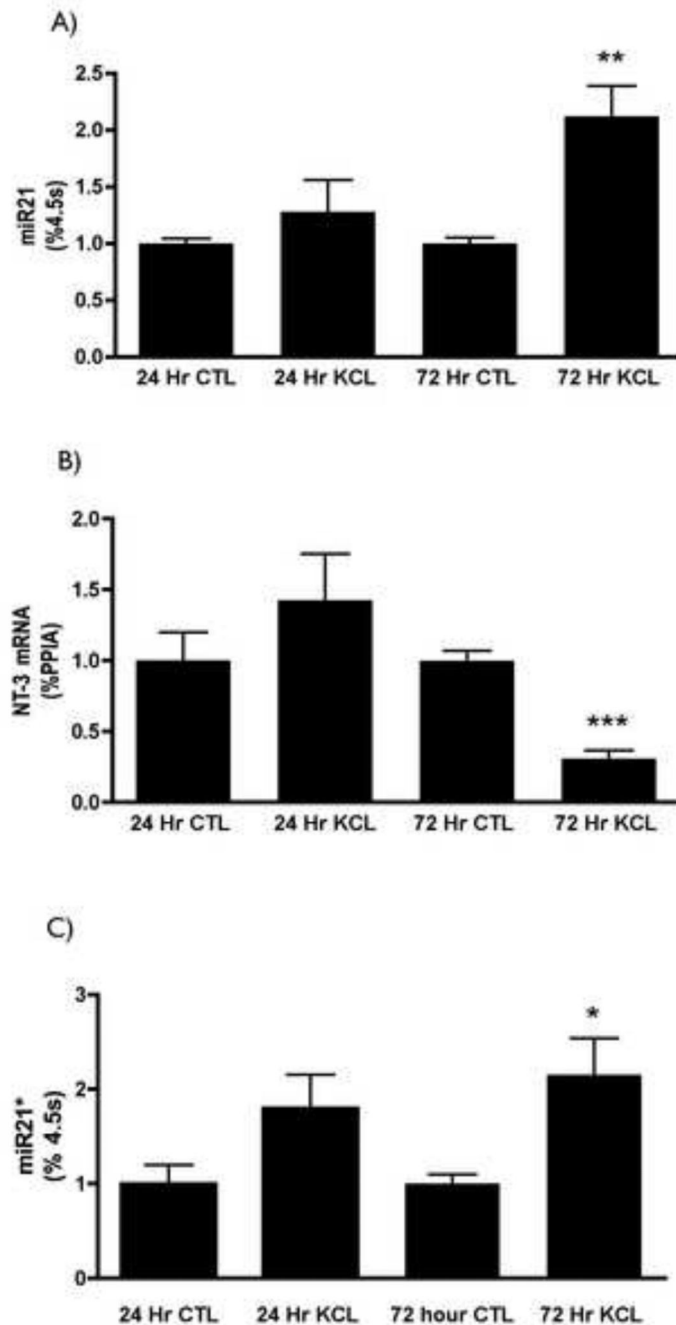 A)
**
2.5
2.0
1.5
1.0
0.5
0.0
miR21
(%4.5s)
24 Hr CTL 24 Hr KCL 72 Hr CTL 72 Hr KCL
B)
2.0
1.5
1.0
0.5
0.0
NT-3 mRNA
(%PPIA)
***
24 Hr CTL 24 Hr KCL 72 Hr CTL 72 Hr KCL
C)
3
2
1
0
miR21*
(% 4.5s)
*
24 Hr CTL 24 Hr KCL 72 hour CTL 72 Hr KCL